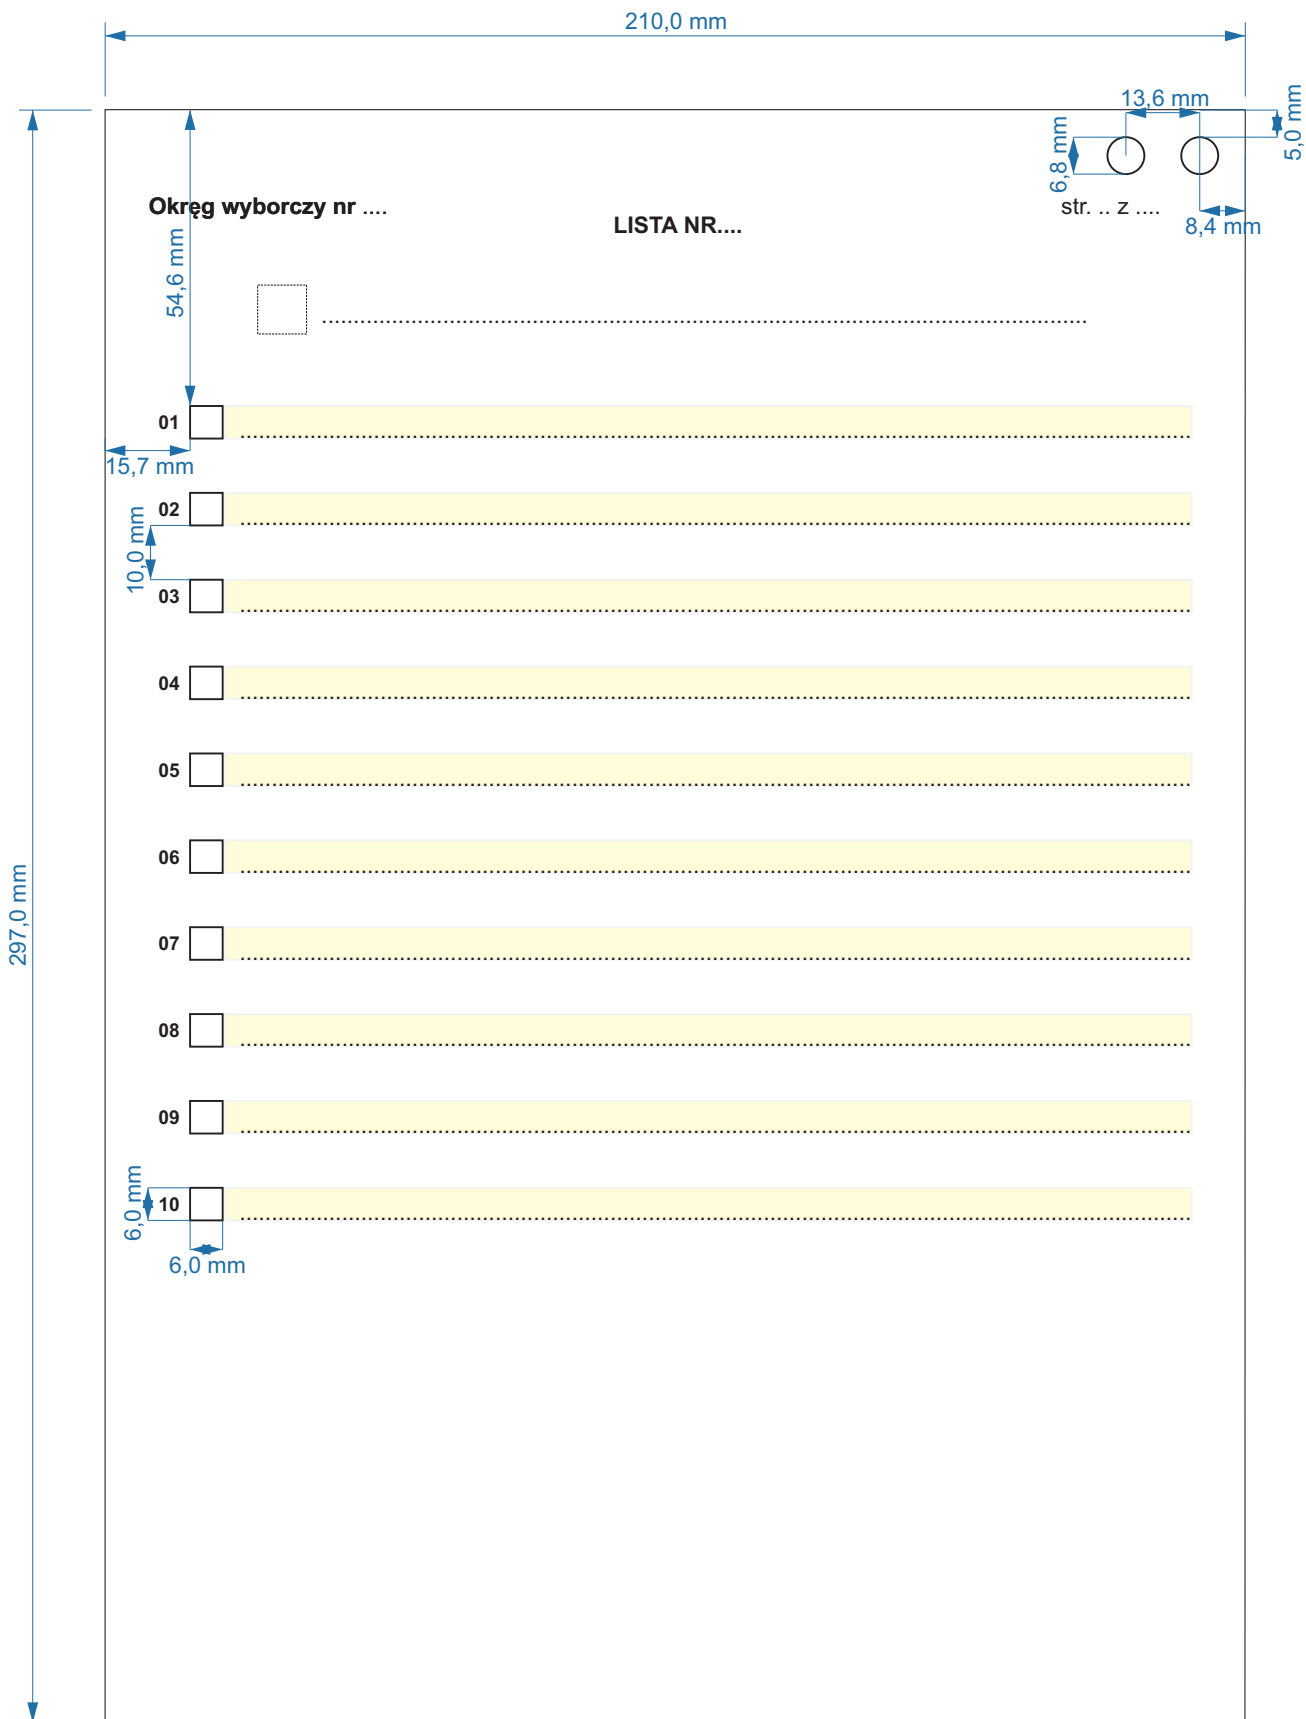 210,0 mm
13,6 mm
5,0 mm
6,8 mm
Okręg wyborczy nr ....
str. .. z ....
LISTA NR....
8,4 mm
54,6 mm
................................................................................................
01 ........................................................................................................................
15,7 mm
02 ........................................................................................................................
10,0 mm
03 ........................................................................................................................
04 ........................................................................................................................
05 ........................................................................................................................
06 ........................................................................................................................
297,0 mm
07 ........................................................................................................................
08 ........................................................................................................................
09 ........................................................................................................................
6,0 mm
10 ........................................................................................................................
6,0 mm